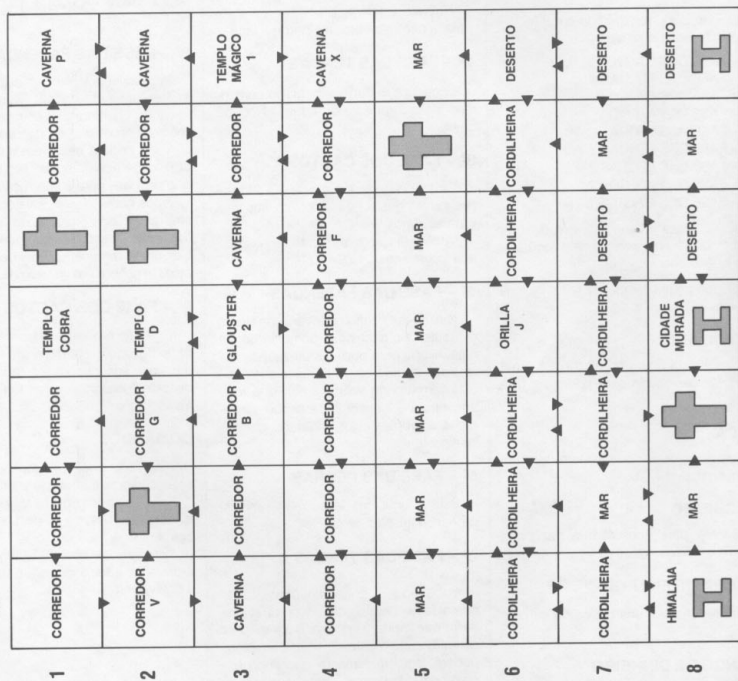 8
7
6
5
4
3
2
1
HIMALAIA
CORDILHEIRA
CORDILHEIRA
MAR
CORREDOR
CAVERNA
CORREDOR
V
CORREDOR
MAR
MAR
CORDILHEIRA
MAR
CORREDOR
CORREDOR
CORREDOR
CORDILHEIRA
CORDILHEIRA
MAR
CORREDOR
CORREDOR
B
CORREDOR
G
CORREDOR
CIDADE
MURADA
CORDILHEIRA
ORILLA
J
MAR
CORREDOR
GLOUSTER
2
TEMPLO
D
TEMPLO
COBRA
DESERTO
DESERTO
CORDILHEIRA
MAR
CORREDOR
F
CAVERNA
MAR
MAR
CORDILHEIRA
CORREDOR
CORREDOR
CORREDOR
CORREDOR
DESERTO
DESERTO
DESERTO
MAR
CAVERNA
X
TEMPLO
MÁGICO
1
CAVERNA
CAVERNA
P